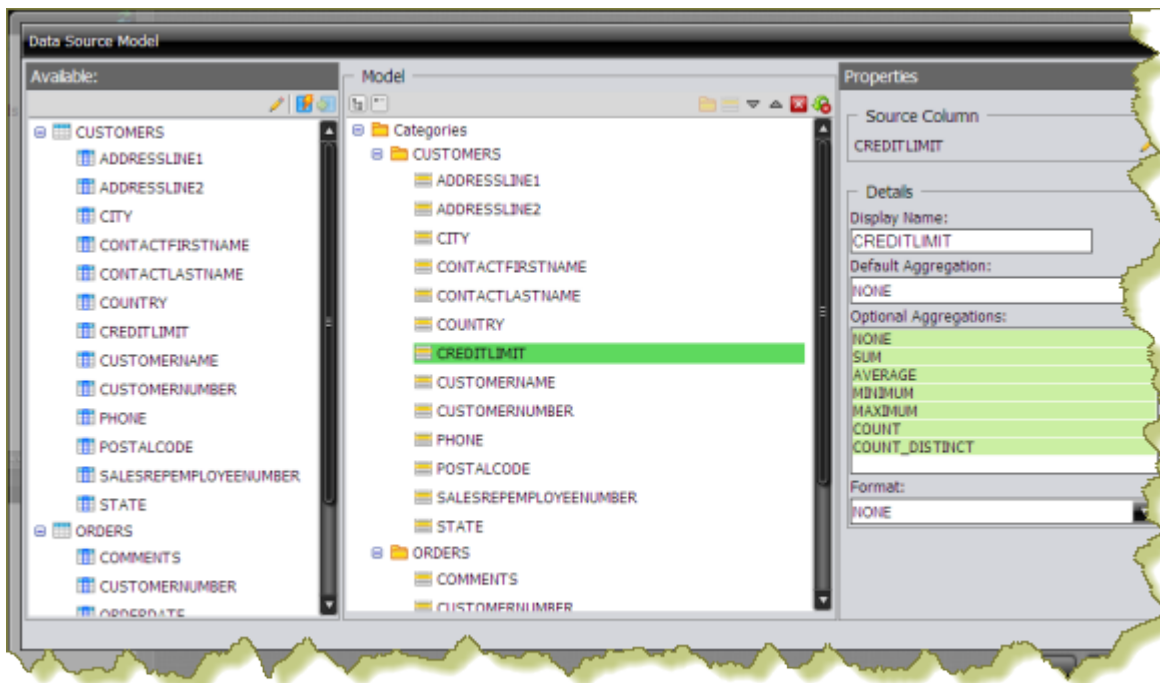 Data Source Model
Available:
CUSTOMERS
ADDRESSLINE1
ADDRESSLINE2
CITY
CONTACTFIRSTNAME
CONTACTLASTNAME
COUNTRY
CREDITLIMIT
CUSTOMERNAME
CUSTOMERNUMBER
PHONE
POSTALCODE
SALESREPEMPLOYEENUMBER
STATE
ORDERS
COMMENTS
CUSTOMERNUMBER
ORDERDATE
Model
Categories
CUSTOMERS
ADDRESSLINE1
ADDRESSLINE2
CITY
CONTACTFIRSTNAME
CONTACTLASTNAME
COUNTRY
CREDITLIMIT
CUSTOMERNAME
CUSTOMERNUMBER
PHONE
POSTALCODE
SALESREPEMPLOYEENUMBER
STATE
ORDERS
COMMENTS
CUSTOMERNUMBER
Properties
Source Column
CREDITLIMIT
Details
Display Name:
CREDITLIMIT
Default Aggregation:
NONE
Optional Aggregations:
NONE
SUM
AVERAGE
MINIMUM
MAXIMUM
COUNT
COUNT_DISTINCT
Format:
NONE